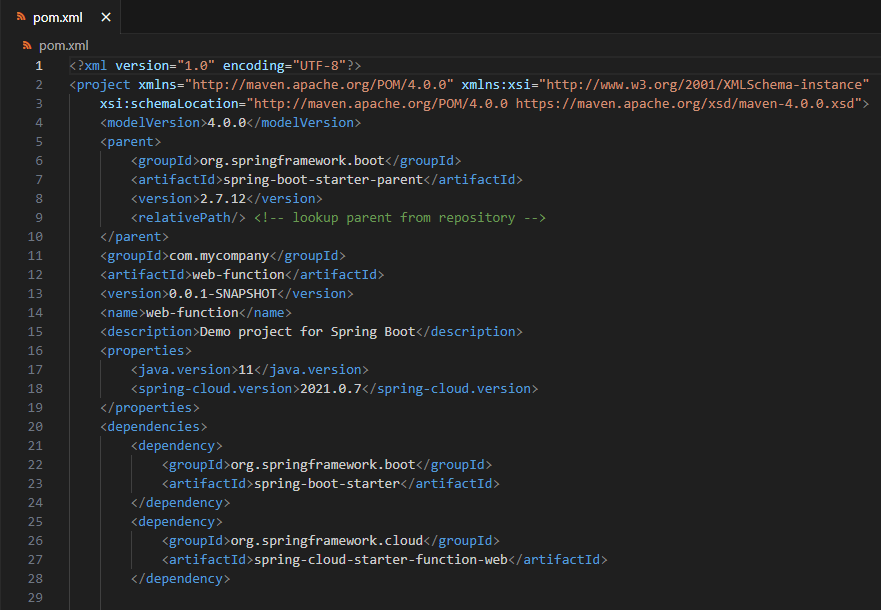 pom.xml ×
pom.xml
1 <?xml version="1.0" encoding="UTF-8"?>
2 <project xmlns="http://maven.apache.org/POM/4.0.0" xmlns:xsi="http://www.w3.org/2001/XMLSchema-instance"
3     xsi:schemaLocation="http://maven.apache.org/POM/4.0.0 https://maven.apache.org/xsd/maven-4.0.0.xsd">
4     <modelVersion>4.0.0</modelVersion>
5     <parent>
6         <groupId>org.springframework.boot</groupId>
7         <artifactId>spring-boot-starter-parent</artifactId>
8         <version>2.7.12</version>
9         <relativePath/> <!-- lookup parent from repository -->
10     </parent>
11     <groupId>com.mycompany</groupId>
12     <artifactId>web-function</artifactId>
13     <version>0.0.1-SNAPSHOT</version>
14     <name>web-function</name>
15     <description>Demo project for Spring Boot</description>
16     <properties>
17         <java.version>11</java.version>
18         <spring-cloud.version>2021.0.7</spring-cloud.version>
19     </properties>
20     <dependencies>
21         <dependency>
22             <groupId>org.springframework.boot</groupId>
23             <artifactId>spring-boot-starter</artifactId>
24         </dependency>
25         <dependency>
26             <groupId>org.springframework.cloud</groupId>
27             <artifactId>spring-cloud-starter-function-web</artifactId>
28         </dependency>
29